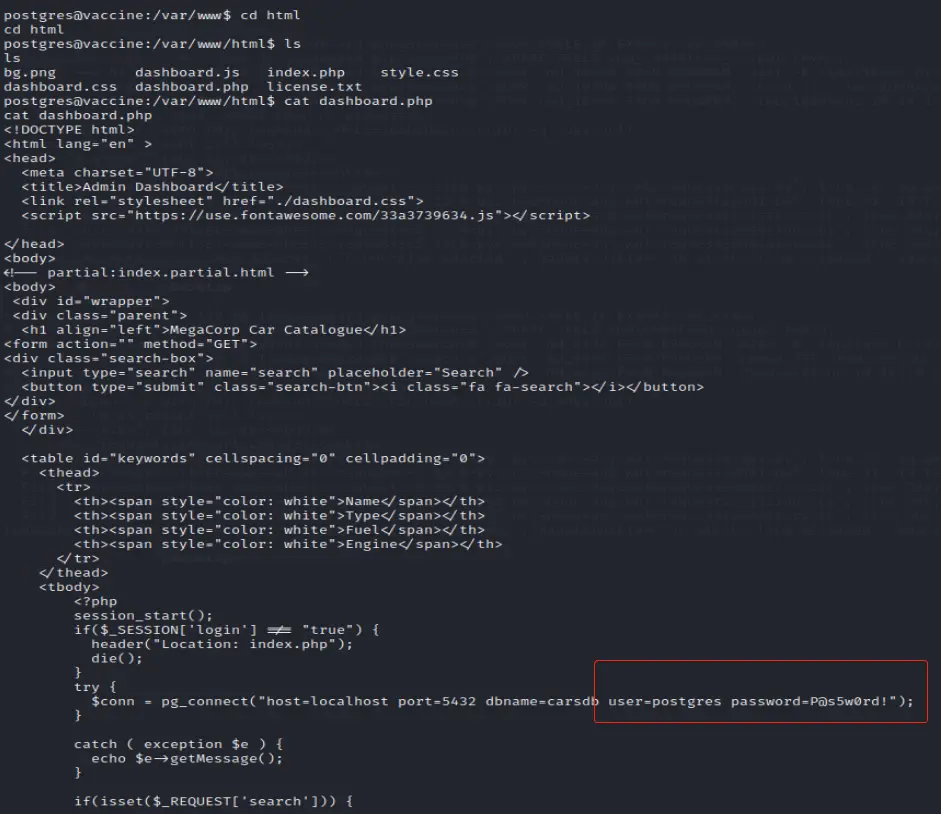 postgres@vaccine:/var/www$ cd html
cd html
postgres@vaccine:/var/www/html$ ls
ls
bg.png         dashboard.js   index.php    style.css
dashboard.css  dashboard.php  license.txt
postgres@vaccine:/var/www/html$ cat dashboard.php
cat dashboard.php
<!DOCTYPE html>
<html lang="en" >
<head>
  <meta charset="UTF-8">
  <title>Admin Dashboard</title>
  <link rel="stylesheet" href="./dashboard.css">
  <script src="https://use.fontawesome.com/33a3739634.js"></script>
</head>
<body>
<!-- partial:index.partial.html -->
<body>
 <div id="wrapper">
 <div class="parent">
  <h1 align="left">MegaCorp Car Catalogue</h1>
<form action="" method="GET">
<div class="search-box">
  <input type="search" name="search" placeholder="Search" />
  <button type="submit" class="search-btn"><i class="fa fa-search"></i></button>
</div>
</form>
  </div>
  <table id="keywords" cellspacing="0" cellpadding="0">
    <thead>
      <tr>
        <th><span style="color: white">Name</span></th>
        <th><span style="color: white">Type</span></th>
        <th><span style="color: white">Fuel</span></th>
        <th><span style="color: white">Engine</span></th>
      </tr>
    </thead>
    <tbody>
        <?php
        session_start();
        if($_SESSION['login'] !== "true") {
          header("Location: index.php");
          die();
        }
        try {
          $conn = pg_connect("host=localhost port=5432 dbname=carsdb user=postgres password=P@s5w0rd!");
        }
        catch ( exception $e ) {
          echo $e->getMessage();
        }
        if(isset($_REQUEST['search'])) {